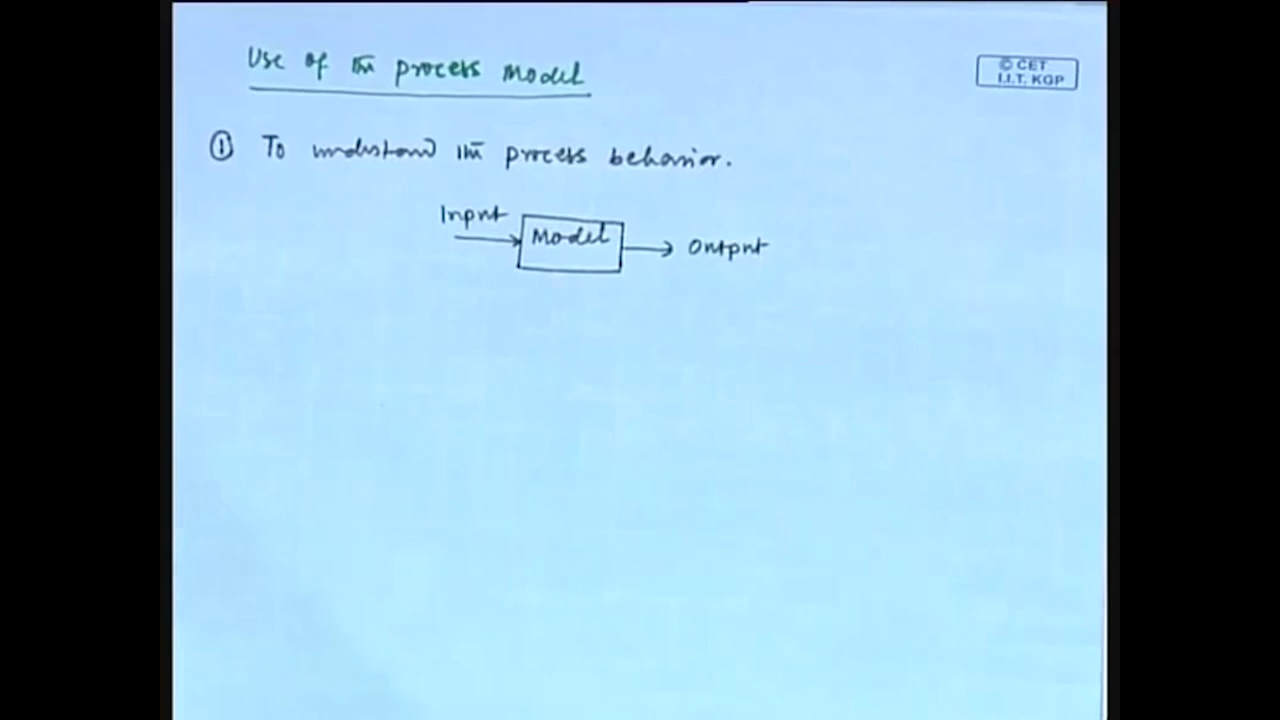 Use of the process Model
© CET
I.I.T. KGP
① To understand the process behavior.
Input
Model
Output